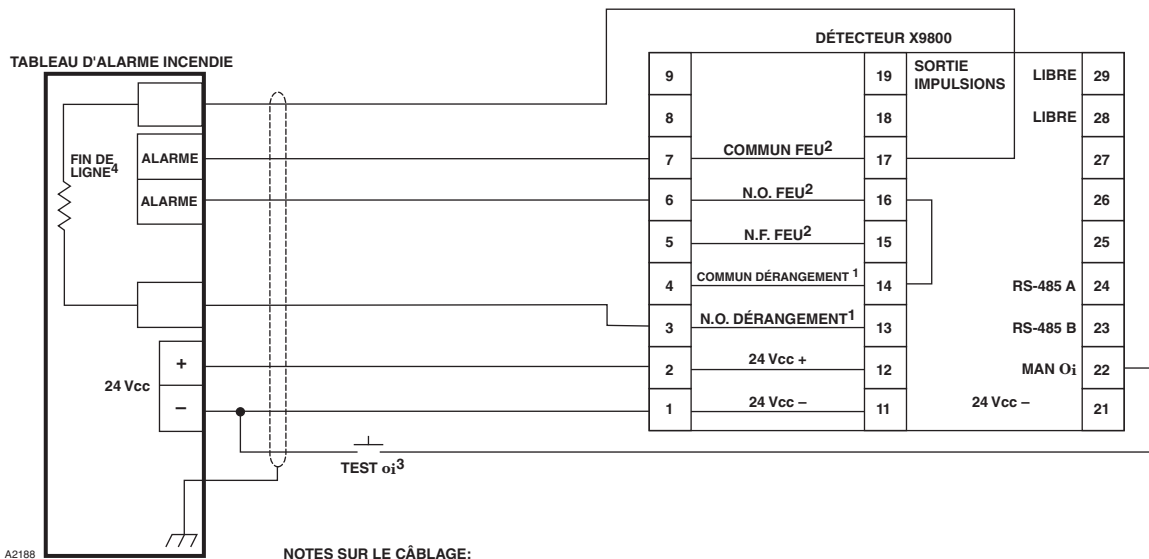 DÉTECTEUR X9800
TABLEAU D'ALARME INCENDIE
9 19 SORTIE IMPULSIONS LIBRE 29
8 18 LIBRE 28
FIN DE LIGNE4
ALARME 7 COMMUN FEU2 17 27
ALARME 6 N.O. FEU2 16 26
5 N.F. FEU2 15 25
4 COMMUN DÉRANGEMENT 1 14 RS-485 A 24
3 N.O. DÉRANGEMENT1 13 RS-485 B 23
24 Vcc
+ 2 24 Vcc + 12 MAN Oi 22
– 1 24 Vcc – 11 24 Vcc – 21
TEST oi3
A2188
NOTES SUR LE CÂBLAGE: